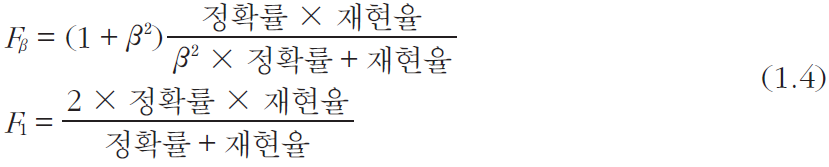 F_β = (1 + β²) (정확률 × 재현율) / (β² × 정확률 + 재현율)
F_1 = (2 × 정확률 × 재현율) / (정확률 + 재현율)
(1.4)